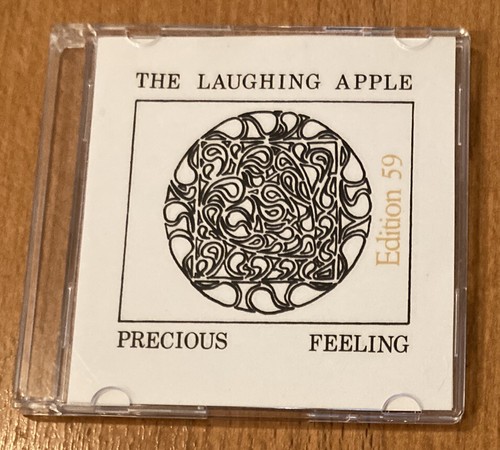 THE LAUGHING APPLE
Edition 59
PRECIOUS FEELING